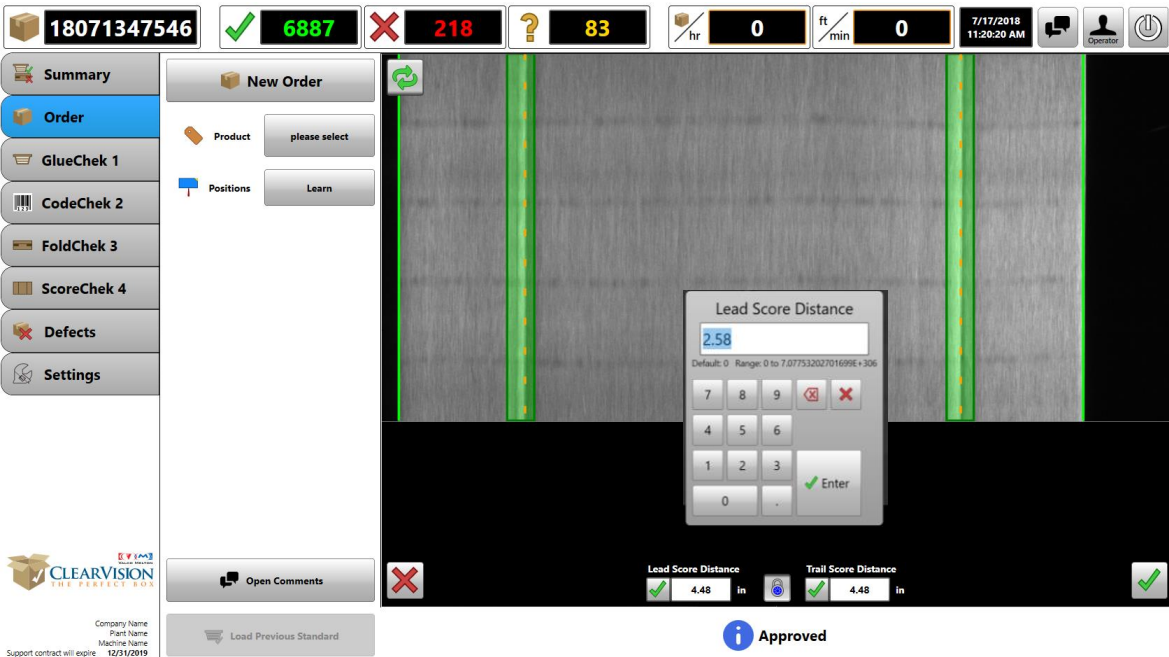 18071347546
6887
218
83
/hr
0
ft/min
0
7/17/2018
11:20:20 AM
Operator
Summary
Order
GlueChek 1
CodeChek 2
FoldChek 3
ScoreChek 4
Defects
Settings
New Order
Product
please select
Positions
Learn
Lead Score Distance
2.58
Default: 0 Range: 0 to 7.07753202701699E+306
7 8 9
4 5 6
1 2 3
Enter
0 .
Lead Score Distance
4.48 in
Trail Score Distance
4.48 in
Open Comments
Load Previous Standard
Approved
CLEARVISION
THE PERFECT BOX
Company Name
Plant Name
Machine Name
Support contract will expire 12/31/2019